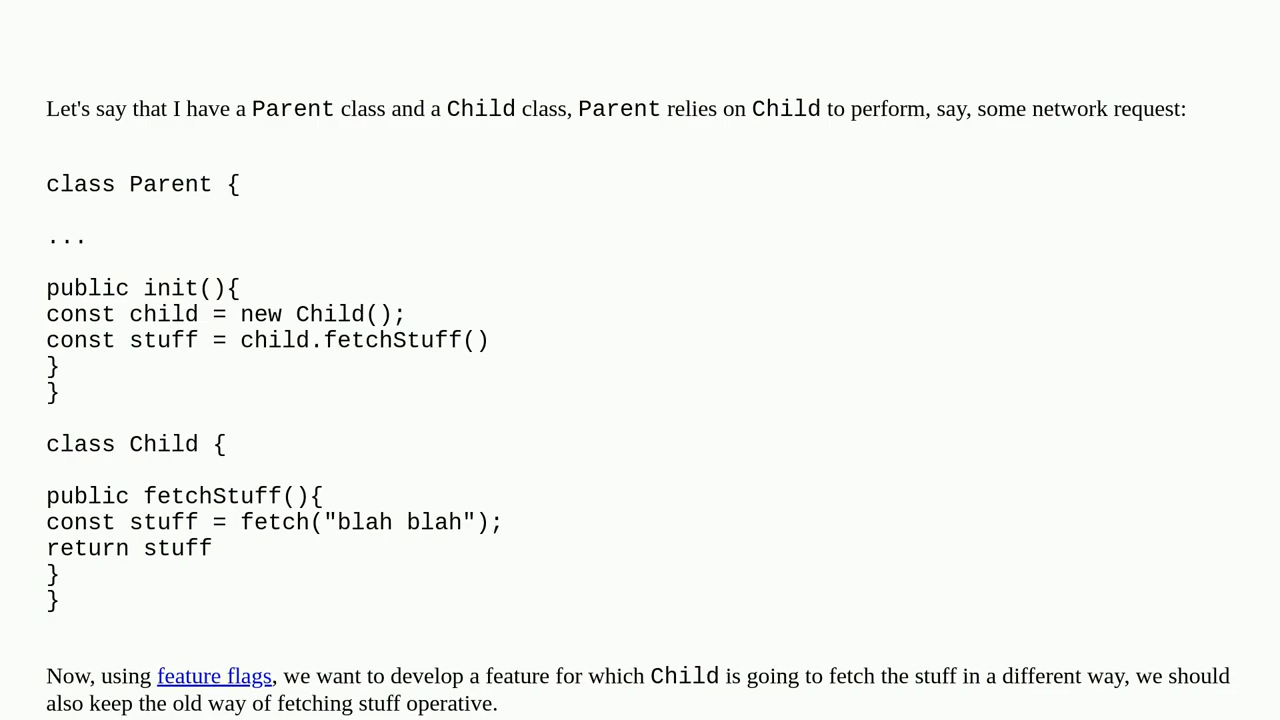 Let's say that I have a Parent class and a Child class, Parent relies on Child to perform, say, some network request:
class Parent {
...
public init(){
const child = new Child();
const stuff = child.fetchStuff()
}
}
class Child {
public fetchStuff(){
const stuff = fetch("blah blah");
return stuff
}
}
Now, using feature flags, we want to develop a feature for which Child is going to fetch the stuff in a different way, we should
also keep the old way of fetching stuff operative.